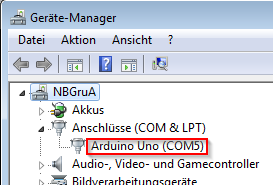 Geräte-Manager
Datei Aktion Ansicht ?
NBGruA
Akkus
Anschlüsse (COM & LPT)
Arduino Uno (COM5)
Audio-, Video- und Gamecontroller
Bildverarbeitungsgeräte